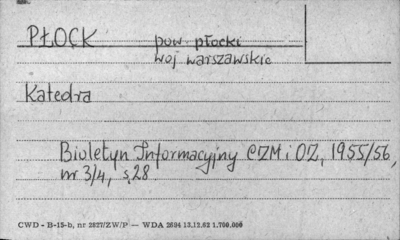 PŁOCK pow. płocki
woj warszawskie
Katedra
Biuletyn Informacyjny CZM i OZ, 1955/56,
nr 3/4, s.28.
CWD - B-15-b, nr 2827/ZW/P — WDA 2694 13.12.62 1.700.000